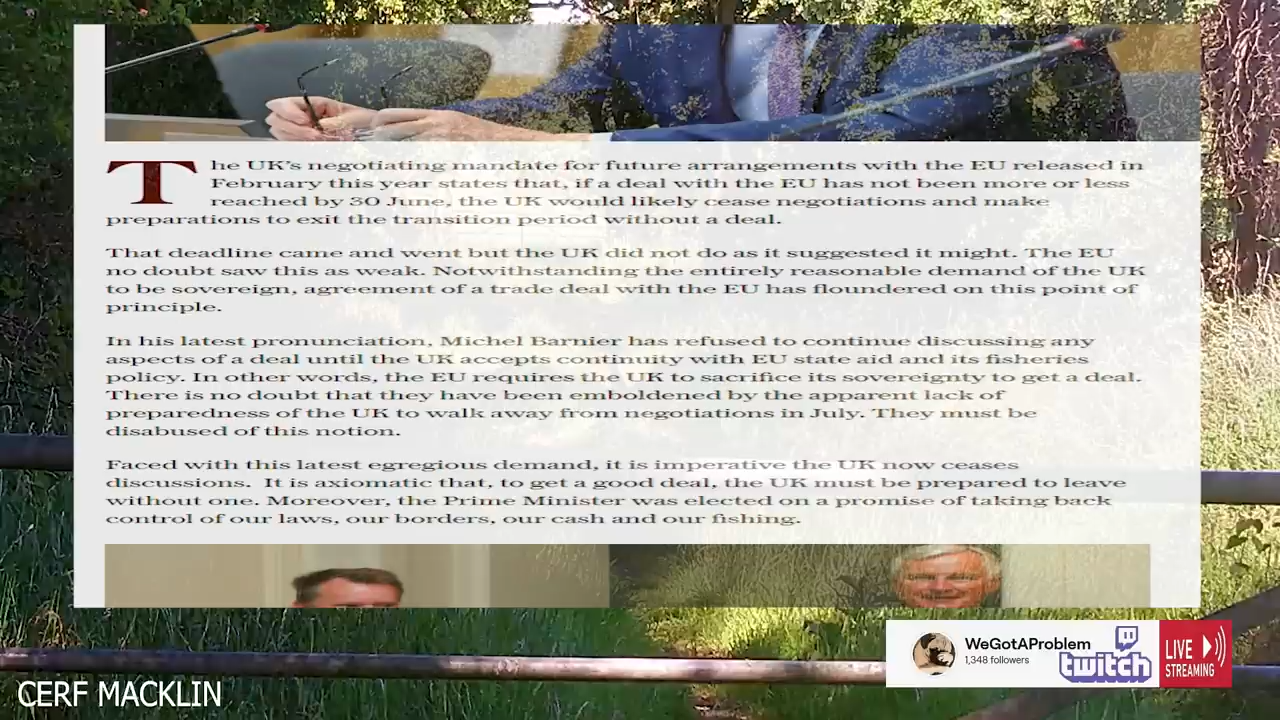 The UK's negotiating mandate for future arrangements with the EU released in
February this year states that, if a deal with the EU has not been more or less
reached by 30 June, the UK would likely cease negotiations and make
preparations to exit the transition period without a deal.
That deadline came and went but the UK did not do as it suggested it might. The EU
no doubt saw this as weak. Notwithstanding the entirely reasonable demand of the UK
to be sovereign, agreement of a trade deal with the EU has floundered on this point of
principle.
In his latest pronunciation, Michel Barnier has refused to continue discussing any
aspects of a deal until the UK accepts continuity with EU state aid and its fisheries
policy. In other words, the EU requires the UK to sacrifice its sovereignty to get a deal.
There is no doubt that they have been emboldened by the apparent lack of
preparedness of the UK to walk away from negotiations in July. They must be
disabused of this notion.
Faced with this latest egregious demand, it is imperative the UK now ceases
discussions. It is axiomatic that, to get a good deal, the UK must be prepared to leave
without one. Moreover, the Prime Minister was elected on a promise of taking back
control of our laws, our borders, our cash and our fishing.
WeGotAProblem
1,348 followers
twitch
LIVE
STREAMING
CERF MACKLIN